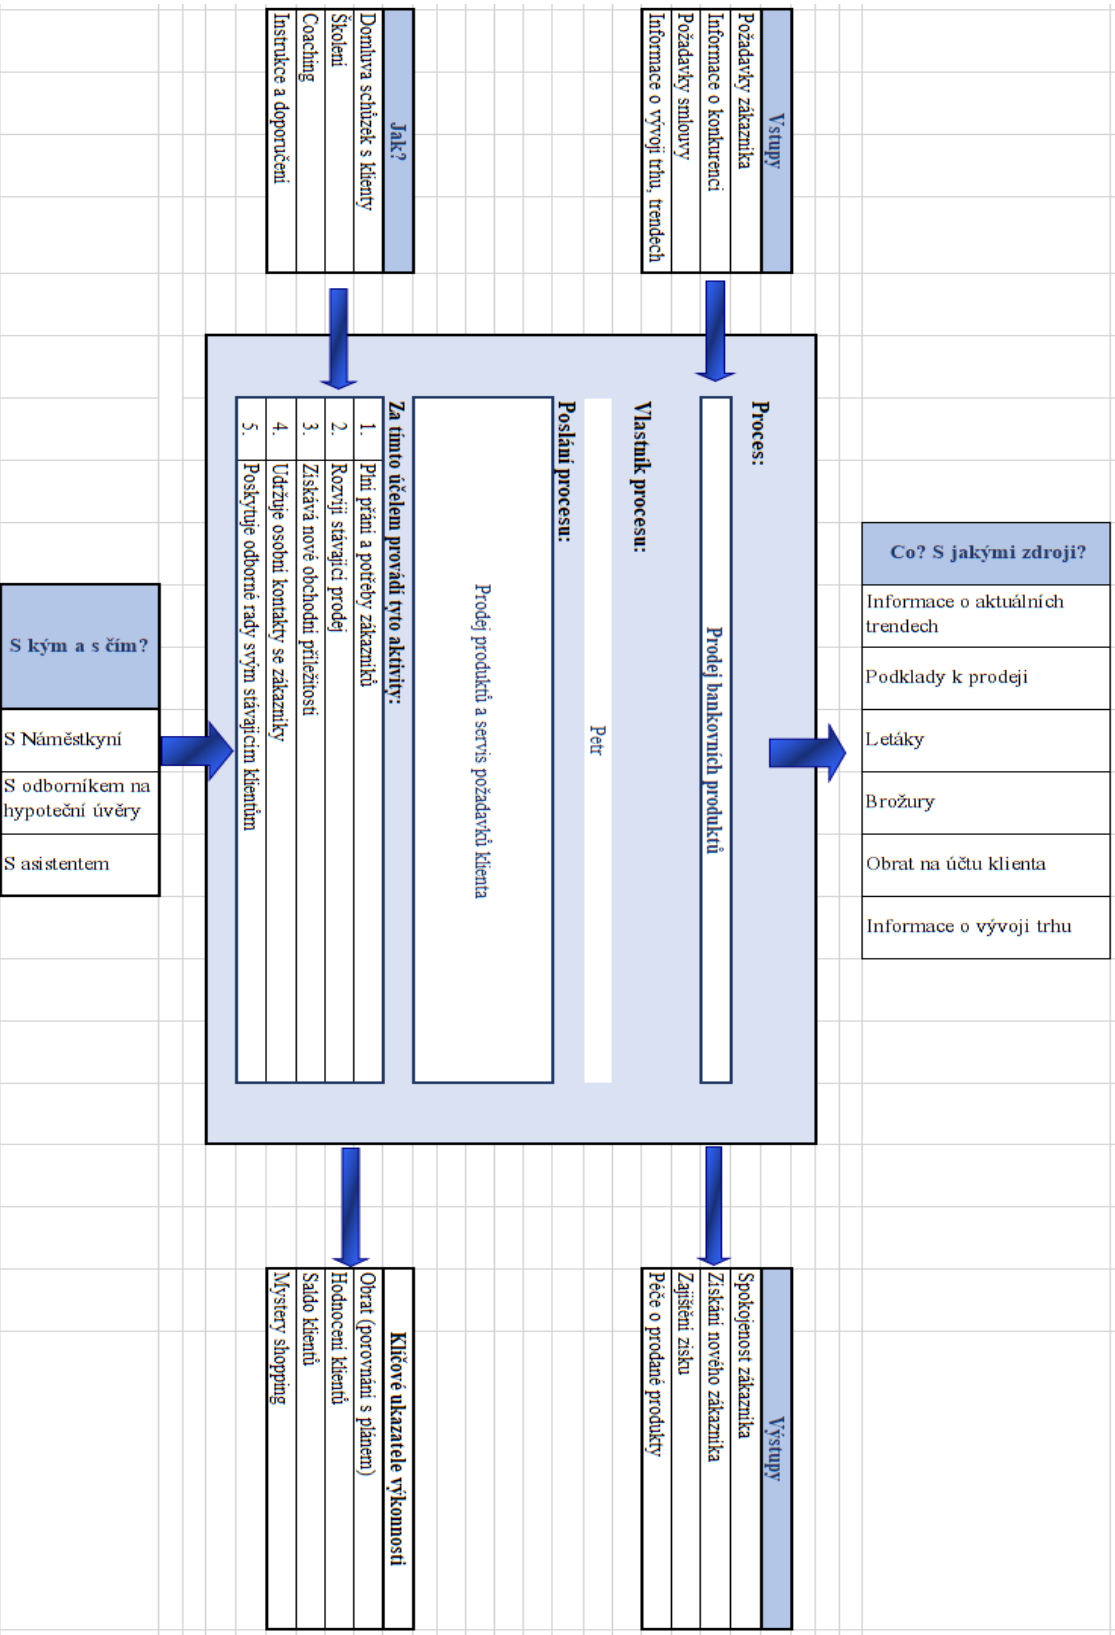 Vstupy
Požadavky zákazníka
Informace o konkurenci
Požadavky smlouvy
Informace o vývoji trhu, trendech
Jak?
Domluva schůzek s klienty
Školení
Coaching
Instrukce a doporučení
Co? S jakými zdroji?
Informace o aktuálních
trendech
Podklady k prodeji
Letáky
Brožury
Obrat na účtu klienta
Informace o vývoji trhu
Proces:
Prodej bankovních produktů
Vlastník procesu:
Petr
Poslání procesu:
Prodej produktů a servis požadavků klienta
Za tímto účelem provádí tyto aktivity:
1. Plní přání a potřeby zákazníků
2. Rozvíjí stávající prodej
3. Získává nové obchodní příležitosti
4. Udržuje osobní kontakty se zákazníky
5. Poskytuje odborné rady svým stávajícím klientům
S kým a s čím?
S Náměstkyní
S odborníkem na
hypoteční úvěry
S asistentem
Výstupy
Spokojenost zákazníka
Získání nového zákazníka
Zajištění zisku
Péče o prodané produkty
Klíčové ukazatele výkonnosti
Obrat (porovnání s plánem)
Hodnocení klientů
Saldo klientů
Mystery shopping